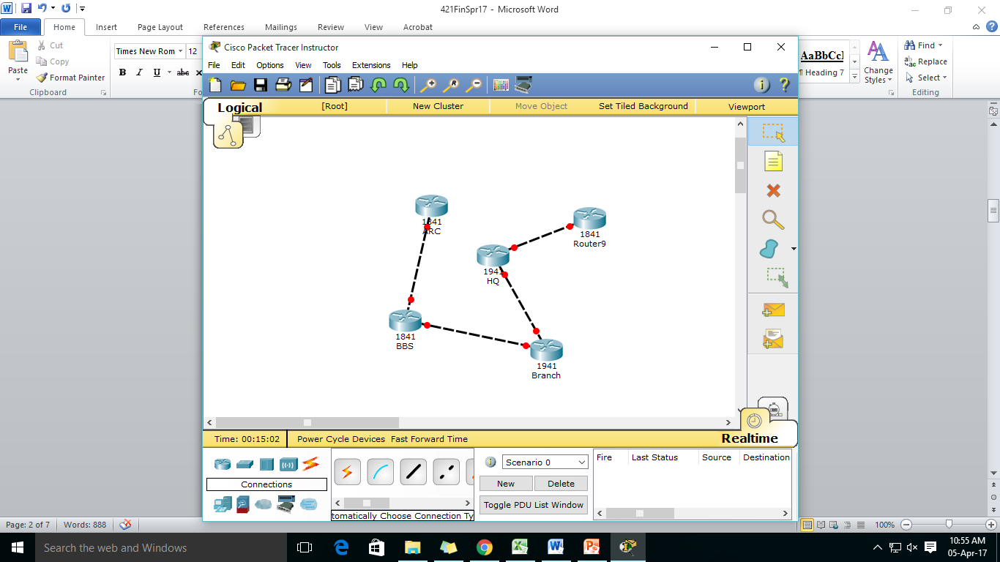 421FinSpr17 - Microsoft Word
File Home Insert Page Layout References Mailings Review View Acrobat
Cut
Copy
Format Painter
Paste
Clipboard
Times New Rom 12
B I U abc x
Fo
AaBbCcI
¶ Heading 7
Change
Styles
Find
Replace
Select
Editing
Cisco Packet Tracer Instructor
File Edit Options View Tools Extensions Help
Logical [Root] New Cluster Move Object Set Tiled Background Viewport
1841
ARC
1841
Router9
1941
HQ
1841
BBS
1941
Branch
Time: 00:15:02 Power Cycle Devices Fast Forward Time Realtime
Connections
tomatically Choose Connection Ty
Scenario 0
New Delete
Toggle PDU List Window
Fire Last Status Source Destination
Page: 2 of 7 Words: 888 100%
Search the web and Windows
10:55 AM
05-Apr-17